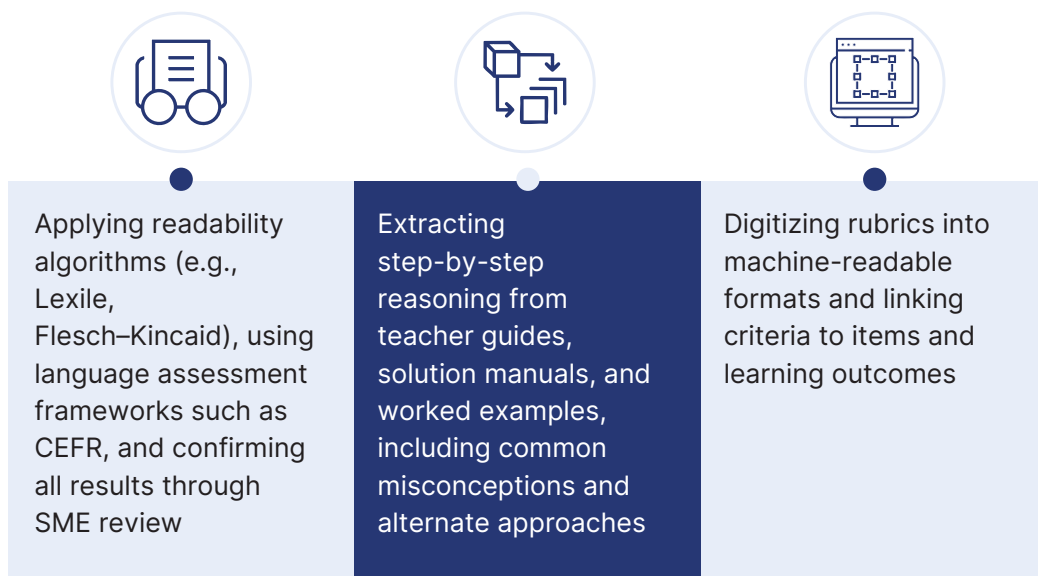 Applying readability
algorithms (e.g.,
Lexile,
Flesch–Kincaid), using
language assessment
frameworks such as
CEFR, and confirming
all results through
SME review
Extracting
step-by-step
reasoning from
teacher guides,
solution manuals, and
worked examples,
including common
misconceptions and
alternate approaches
Digitizing rubrics into
machine-readable
formats and linking
criteria to items and
learning outcomes